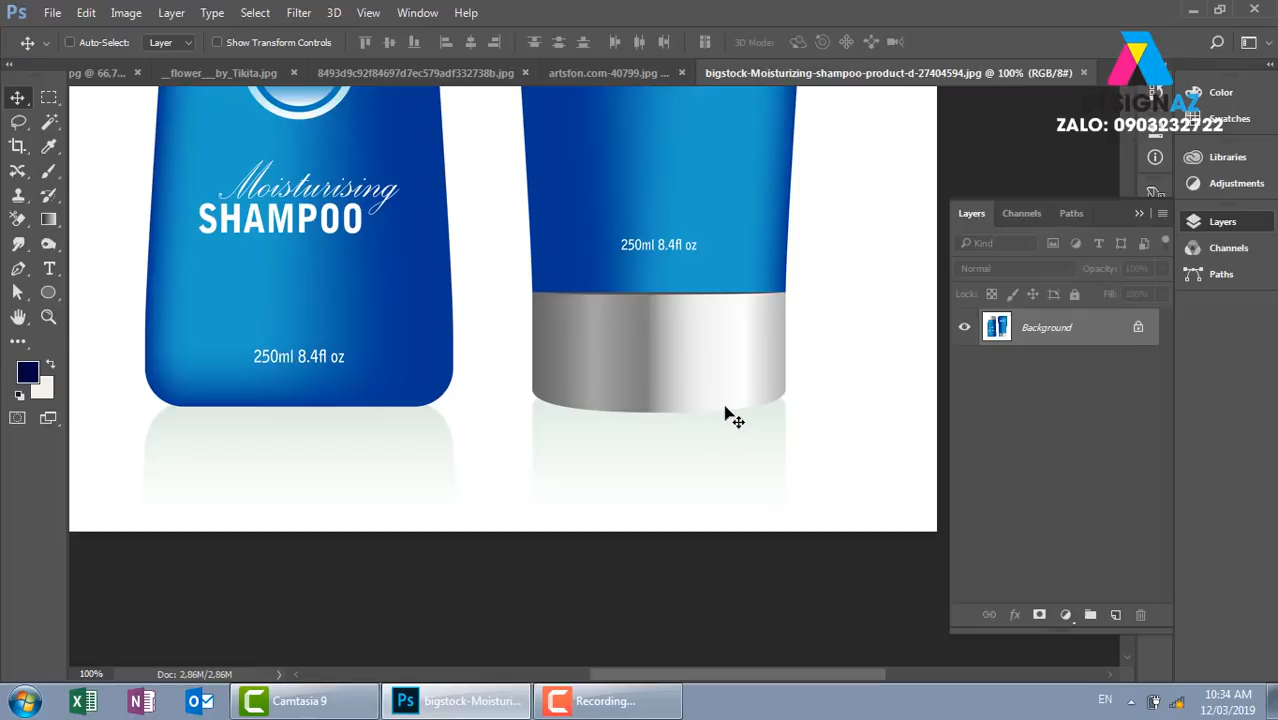 Ps File Edit Image Layer Type Select Filter 3D View Window Help
Auto-Select: Layer Show Transform Controls 3D Mode:
pg @ 66,7... × __flower__by_Tikita.jpg × 8493d9c92f84697d7ec579adf332738b.jpg × artsfon.com-40799.jpg ... × bigstock-Moisturizing-shampoo-product-d-27404594.jpg @ 100% (RGB/8#) ×
DESIGNAZ
ZALO: 0903232722
Color
Swatches
Libraries
Adjustments
Layers
Channels
Paths
Layers Channels Paths
Kind
Normal Opacity: 100%
Lock: Fill: 100%
Background
Moisturising
SHAMPOO
250ml 8.4fl oz
250ml 8.4fl oz
100% Doc: 2,86M/2,86M
Camtasia 9
Ps bigstock-Moisturi...
Recording...
EN
10:34 AM
12/03/2019